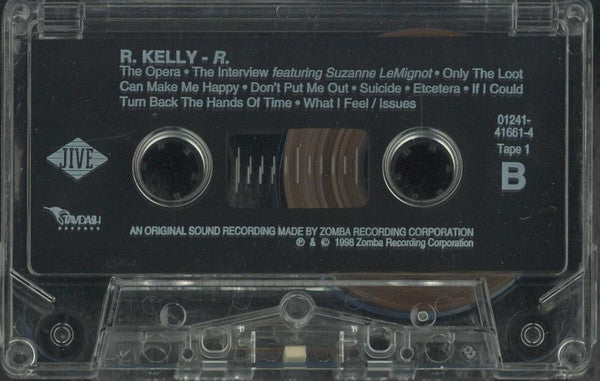 R. KELLY - R.
The Opera • The Interview featuring Suzanne LeMignot • Only The Loot
Can Make Me Happy • Don't Put Me Out • Suicide • Etcetera • If I Could
Turn Back The Hands Of Time • What I Feel / Issues
JIVE
01241-
41661-4
Tape 1
B
AN ORIGINAL SOUND RECORDING MADE BY ZOMBA RECORDING CORPORATION
℗ & © 1998 Zomba Recording Corporation